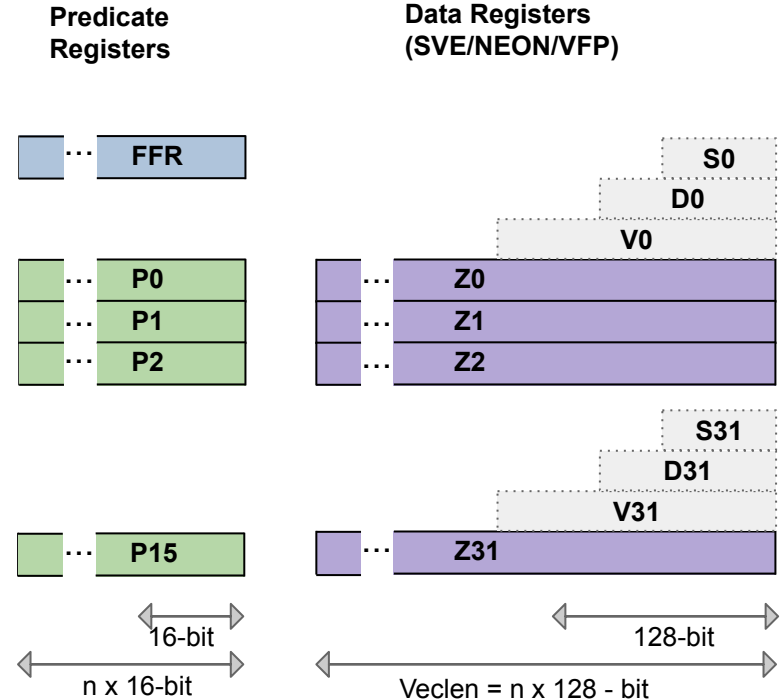 Predicate
Registers
Data Registers
(SVE/NEON/VFP)
... FFR
S0
D0
V0
... P0
... Z0
... P1
... Z1
... P2
... Z2
S31
D31
V31
... P15
... Z31
16-bit
128-bit
n x 16-bit
Veclen = n x 128 - bit